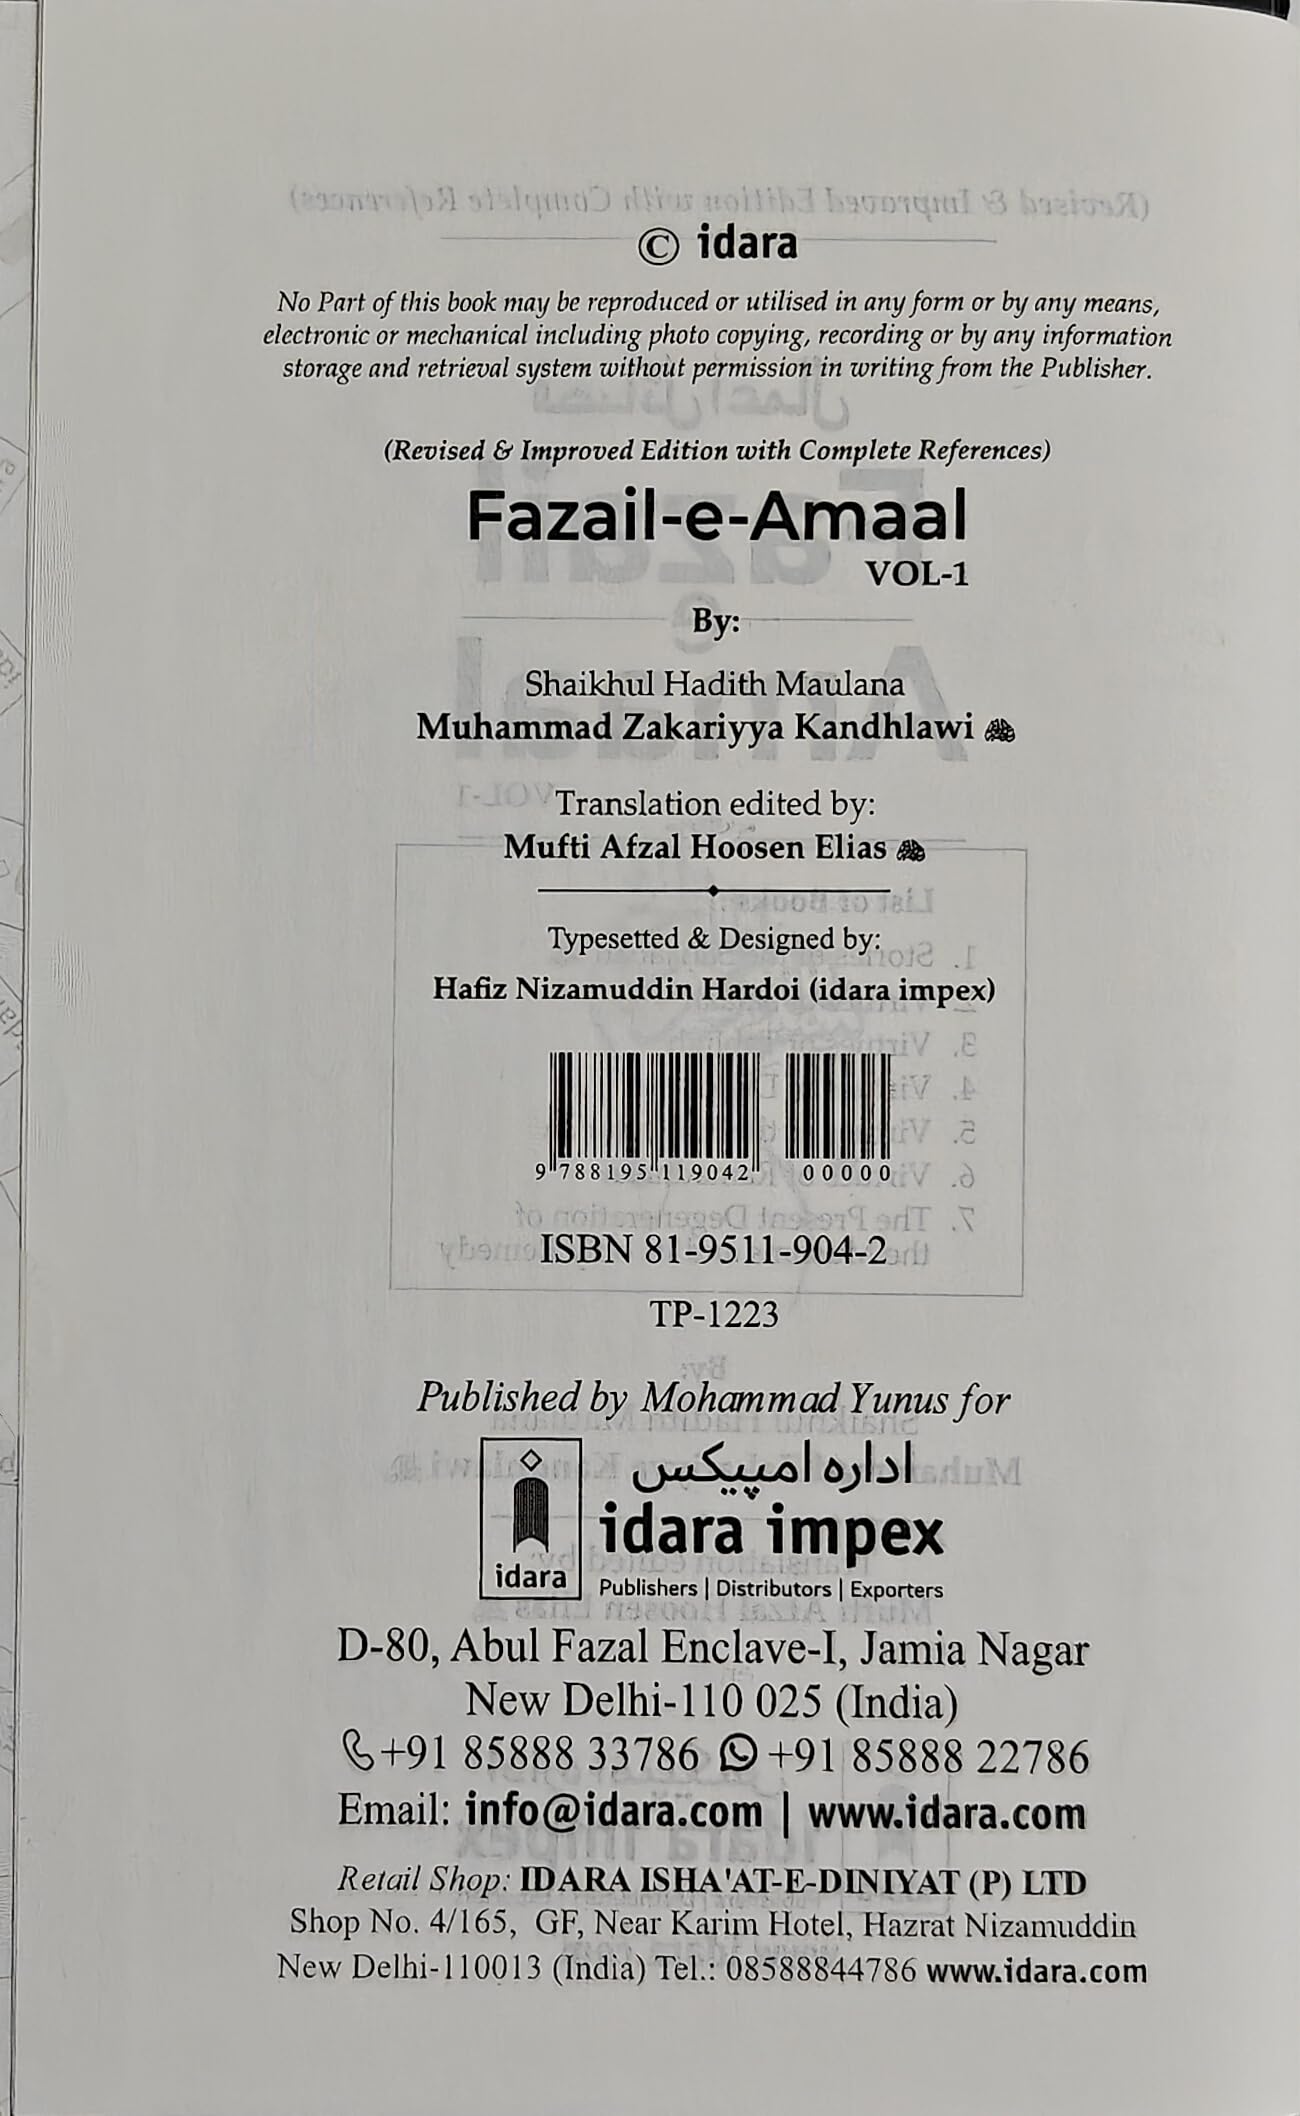 © idara
No Part of this book may be reproduced or utilised in any form or by any means,
electronic or mechanical including photo copying, recording or by any information
storage and retrieval system without permission in writing from the Publisher.
(Revised & Improved Edition with Complete References)
Fazail-e-Amaal
VOL-1
By:
Shaikhul Hadith Maulana
Muhammad Zakariyya Kandhlawi
Translation edited by:
Mufti Afzal Hoosen Elias
Typesetted & Designed by:
Hafiz Nizamuddin Hardoi (idara impex)
9 788195 119042 00000
ISBN 81-9511-904-2
TP-1223
Published by Mohammad Yunus for
اداره امپیکس
idara impex
idara
Publishers | Distributors | Exporters
D-80, Abul Fazal Enclave-I, Jamia Nagar
New Delhi-110 025 (India)
+91 85888 33786 +91 85888 22786
Email: info@idara.com | www.idara.com
Retail Shop: IDARA ISHA'AT-E-DINIYAT (P) LTD
Shop No. 4/165, GF, Near Karim Hotel, Hazrat Nizamuddin
New Delhi-110013 (India) Tel.: 08588844786 www.idara.com